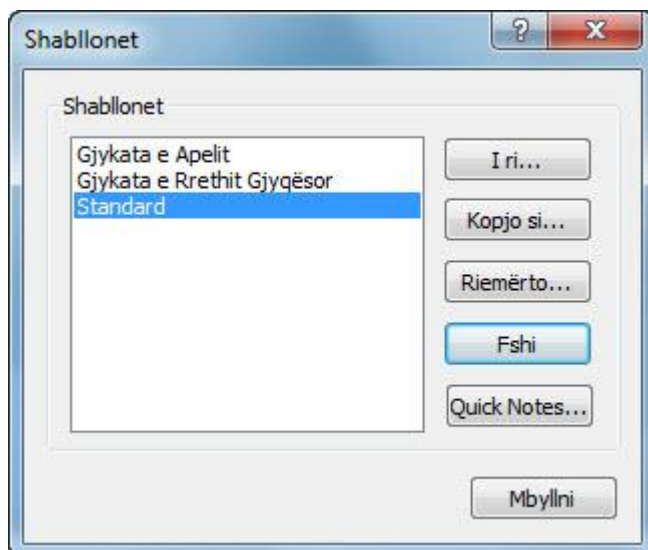 Shabllonet
Shabllonet
Gjykata e Apelit
Gjykata e Rrethit Gjyqësor
Standard
I ri...
Kopjo si...
Riemërto...
Fshi
Quick Notes...
Mbyllni